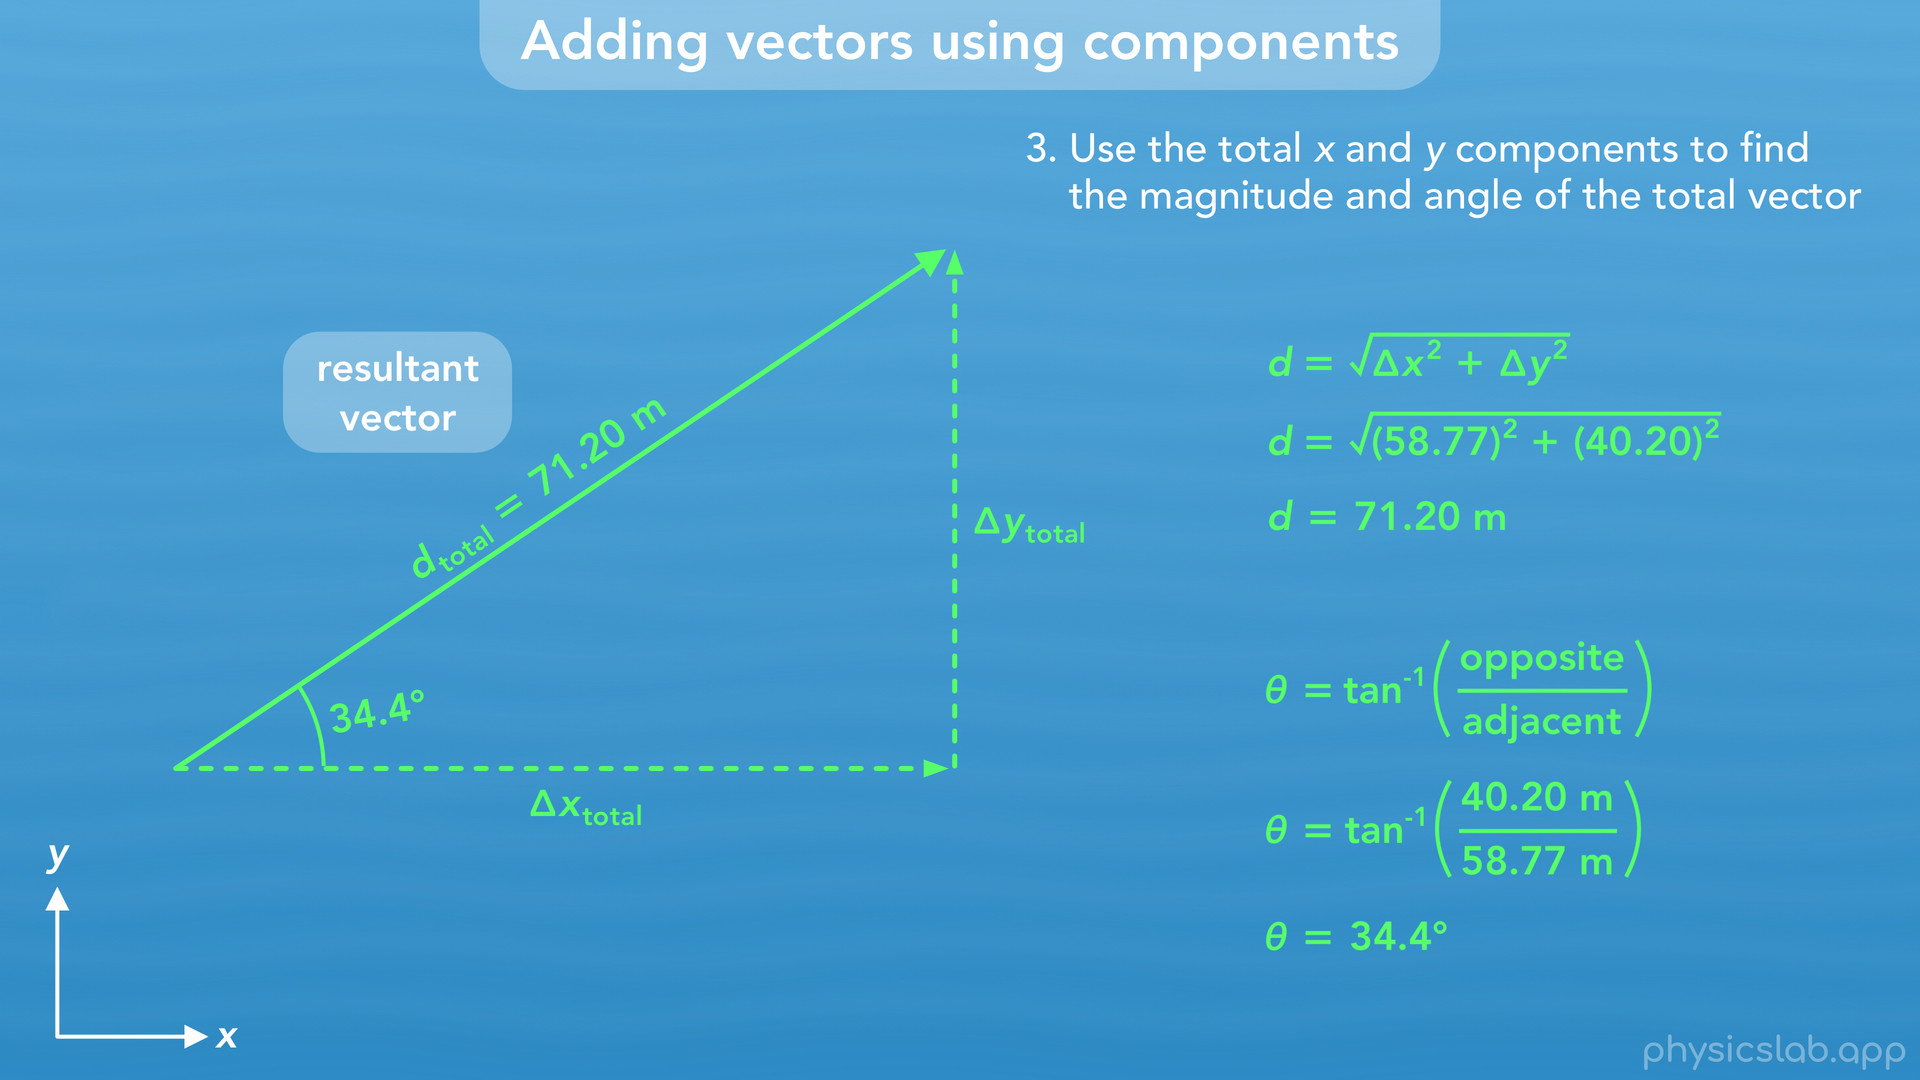 Adding vectors using components
3. Use the total x and y components to find
the magnitude and angle of the total vector
resultant
vector
d_total = 71.20 m
34.4°
Δy_total
Δx_total
y
x
d = √(Δx² + Δy²)
d = √((58.77)² + (40.20)²)
d = 71.20 m
θ = tan⁻¹(opposite/adjacent)
θ = tan⁻¹(40.20 m/58.77 m)
θ = 34.4°
physicslab.app